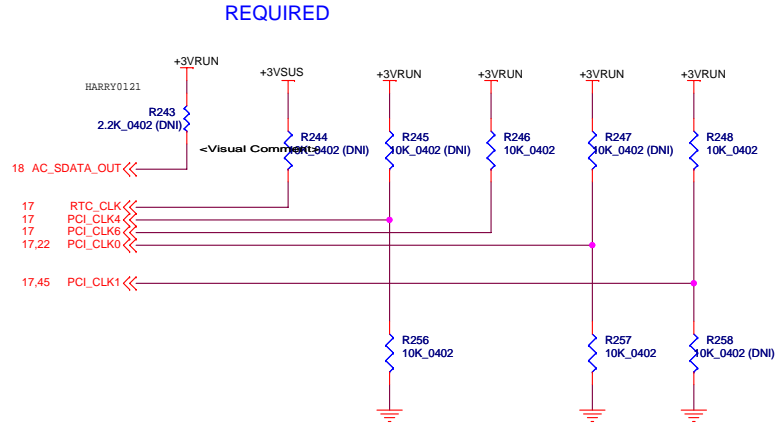 REQUIRED
+3VRUN
+3VSUS
+3VRUN
+3VRUN
+3VRUN
+3VRUN
HARRY0121
R243
2.2K_0402 (DNI)
R244
10K_0402 (DNI)
<Visual Comment>
R245
10K_0402 (DNI)
R246
10K_0402
R247
10K_0402 (DNI)
R248
10K_0402
18 AC_SDATA_OUT
17 RTC_CLK
17 PCI_CLK4
17 PCI_CLK6
17,22 PCI_CLK0
17,45 PCI_CLK1
R256
10K_0402
R257
10K_0402
R258
10K_0402 (DNI)